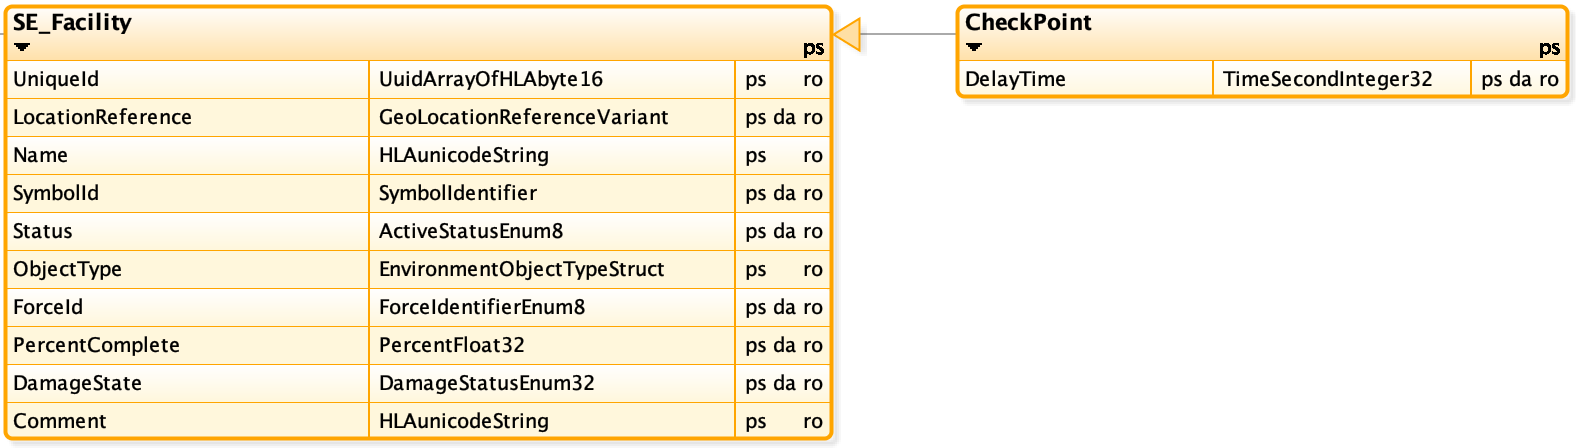 SE_Facility
ps
UniqueId UuidArrayOfHLAbyte16 ps ro
LocationReference GeoLocationReferenceVariant ps da ro
Name HLAunicodeString ps ro
SymbolId SymbolIdentifier ps da ro
Status ActiveStatusEnum8 ps da ro
ObjectType EnvironmentObjectTypeStruct ps ro
ForceId ForceIdentifierEnum8 ps da ro
PercentComplete PercentFloat32 ps da ro
DamageState DamageStatusEnum32 ps da ro
Comment HLAunicodeString ps ro
CheckPoint
ps
DelayTime TimeSecondInteger32 ps da ro